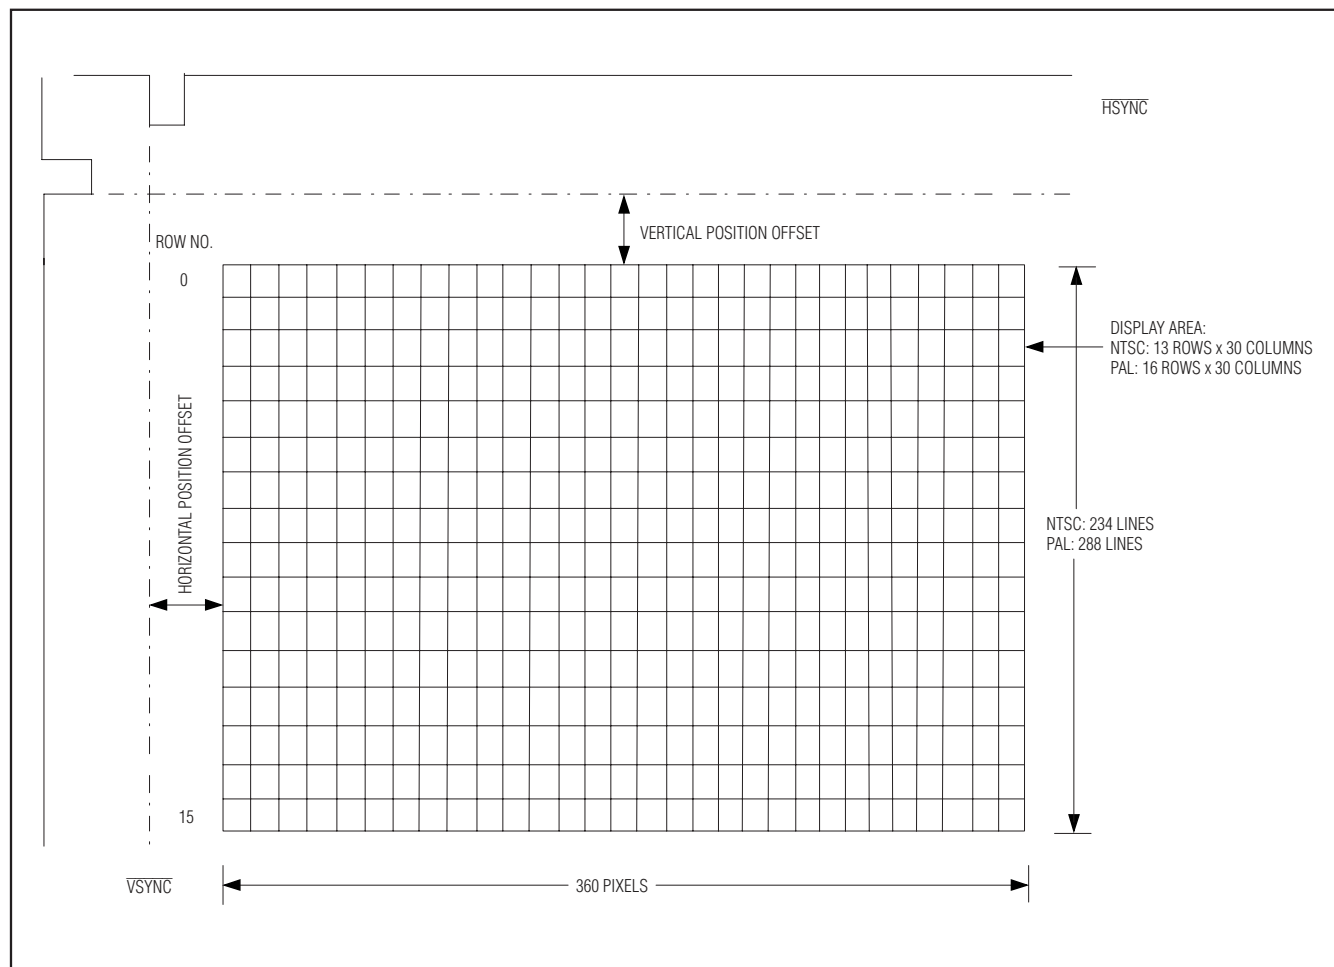 HSYNC
VERTICAL POSITION OFFSET
ROW NO.
0
DISPLAY AREA:
NTSC: 13 ROWS x 30 COLUMNS
PAL: 16 ROWS x 30 COLUMNS
HORIZONTAL POSITION OFFSET
NTSC: 234 LINES
PAL: 288 LINES
15
VSYNC
360 PIXELS